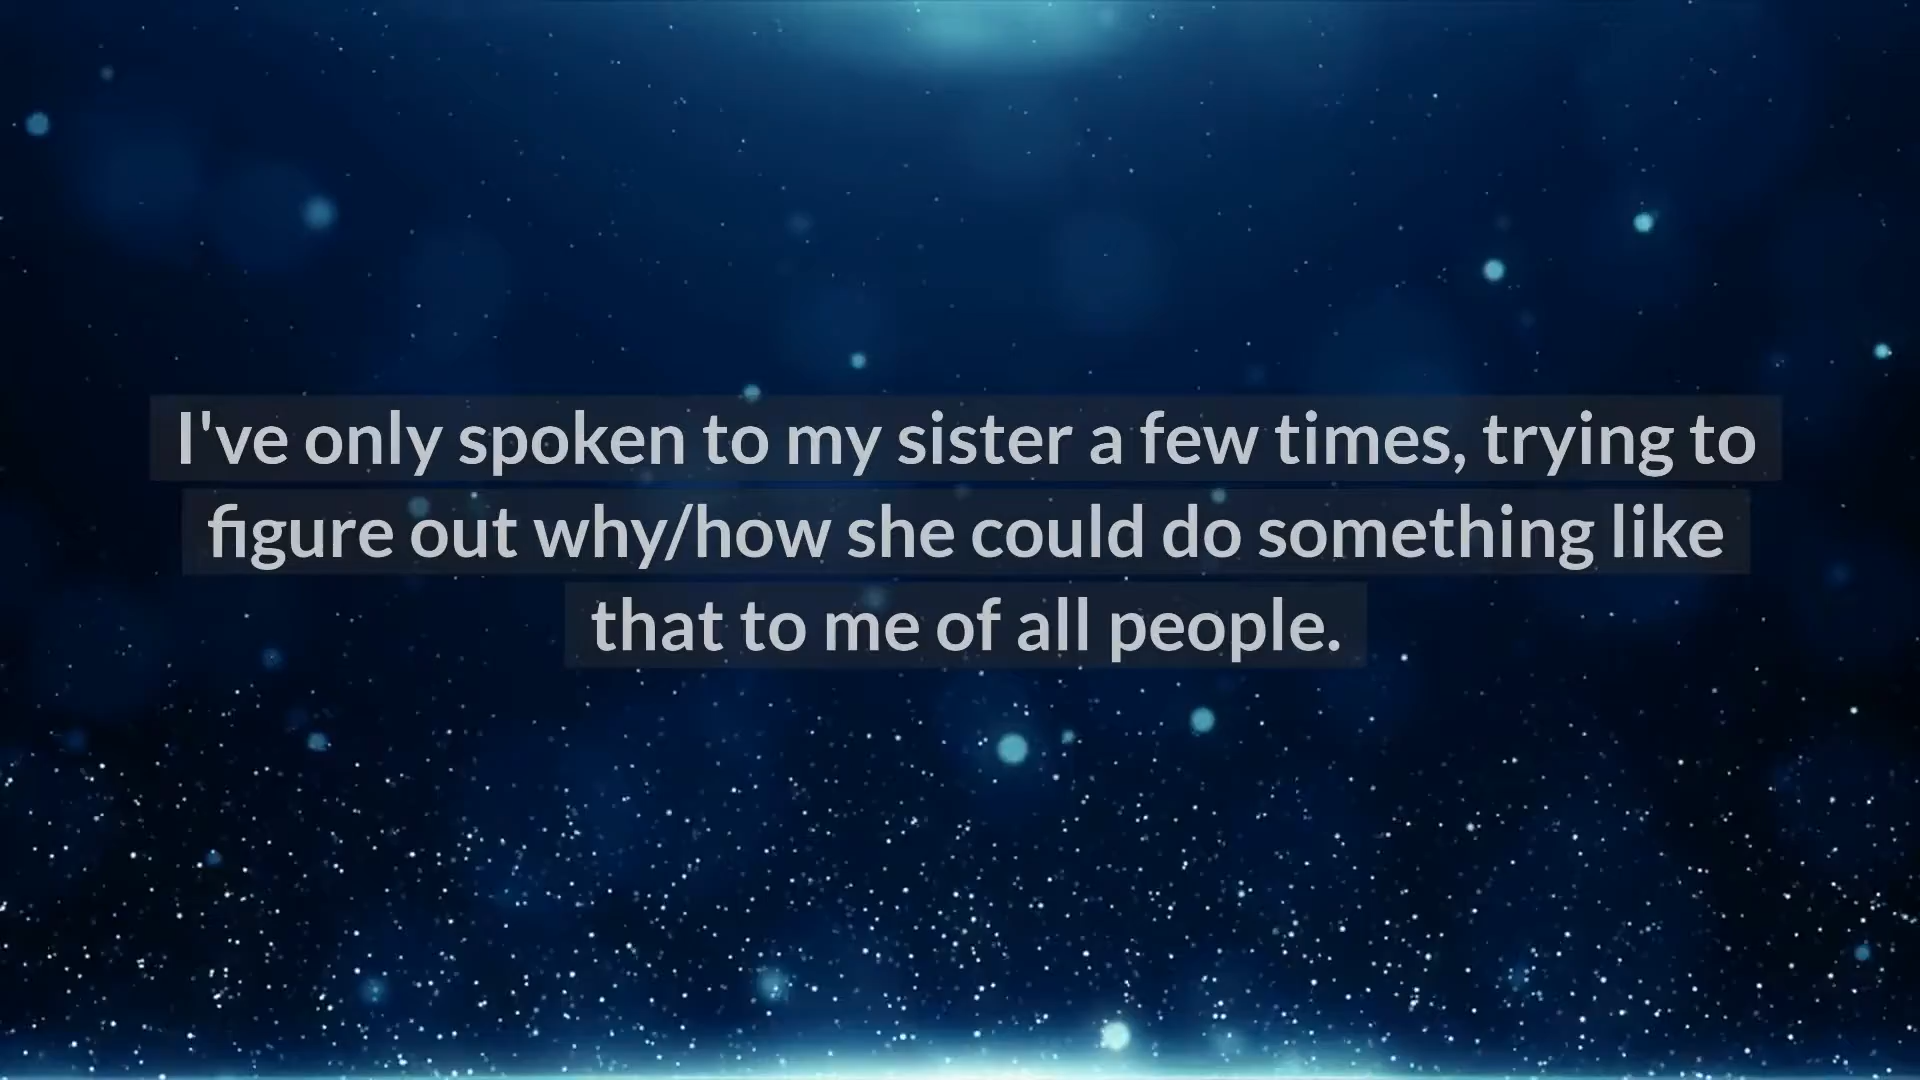 I've only spoken to my sister a few times, trying to
figure out why/how she could do something like
that to me of all people.